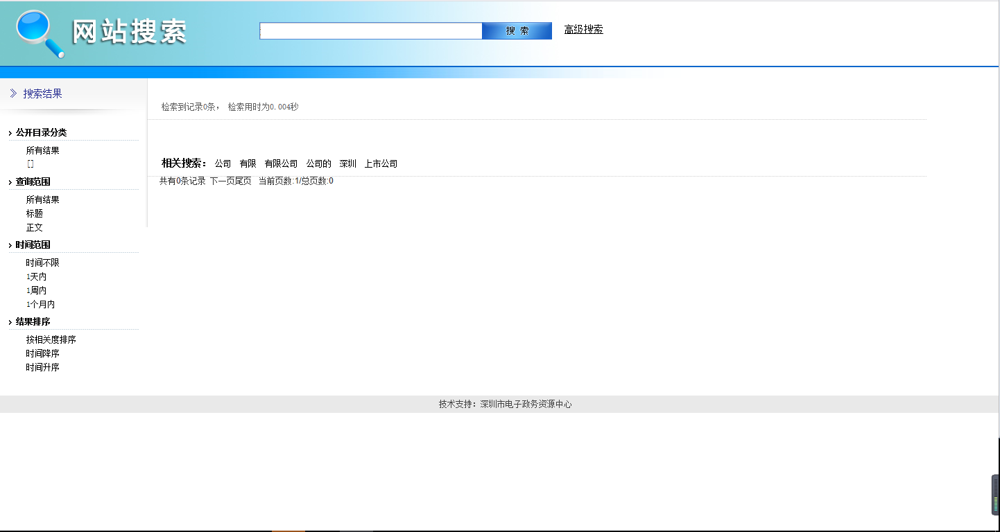 网站搜索
搜 索
高级搜索
搜索结果
检索到记录0条， 检索用时为0.004秒
公开目录分类
所有结果
[]
查询范围
所有结果
标题
正文
时间范围
时间不限
1天内
1周内
1个月内
结果排序
按相关度排序
时间降序
时间升序
相关搜索： 公司 有限 有限公司 公司的 深圳 上市公司
共有0条记录 下一页尾页 当前页数:1/总页数:0
技术支持：深圳市电子政务资源中心